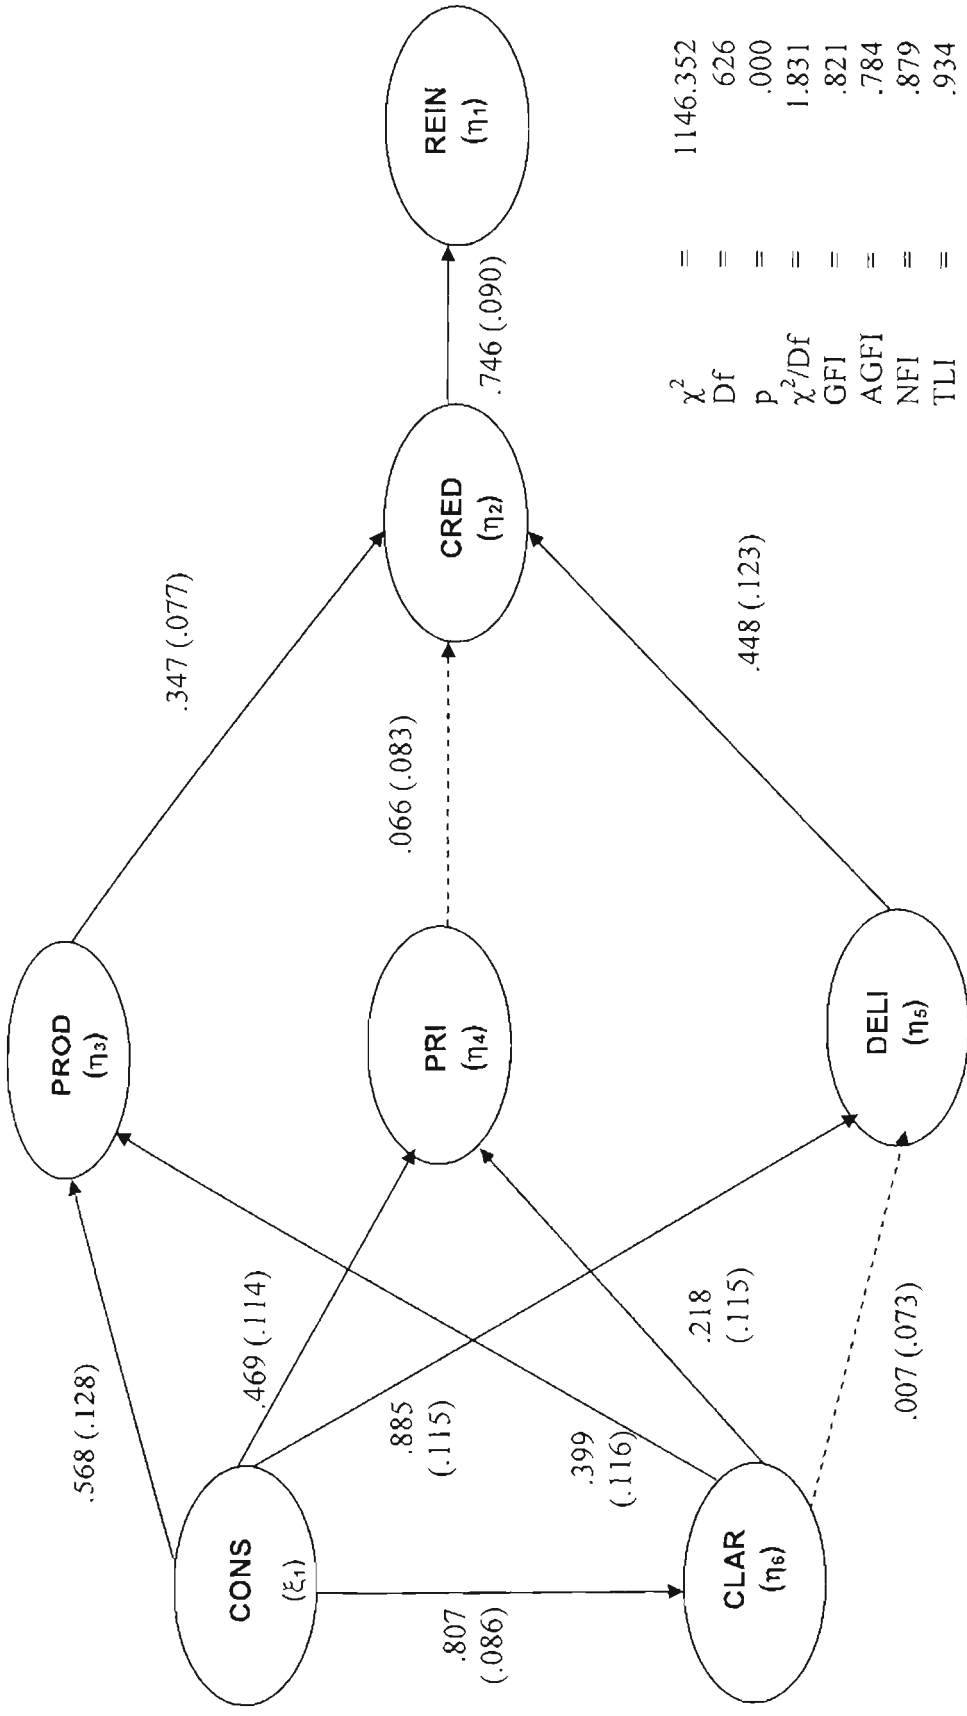 PROD
(η3)
.568 (.128)
.347 (.077)
CONS
(ξ1)
.469 (.114)
PRI
(η4)
.066 (.083)
CRED
(η2)
REIN
(η1)
.746 (.090)
.885
(.115)
.807
(.086)
.399
(.116)
.218
(.115)
.448 (.123)
CLAR
(η6)
.007 (.073)
DELI
(η5)
χ² = 1146.352
Df = 626
p = .000
χ²/Df = 1.831
GFI = .821
AGFI = .784
NFI = .879
TLI = .934